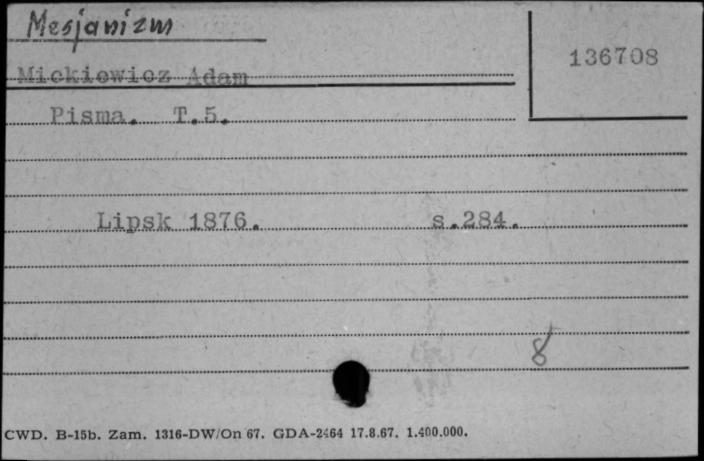 Mesjanizm
136708
Mickiewicz Adam
Pisma. T.5.
Lipsk 1876. s.284.
8
CWD. B-15b. Zam. 1316-DW/On 67. GDA-2464 17.8.67. 1.400.000.